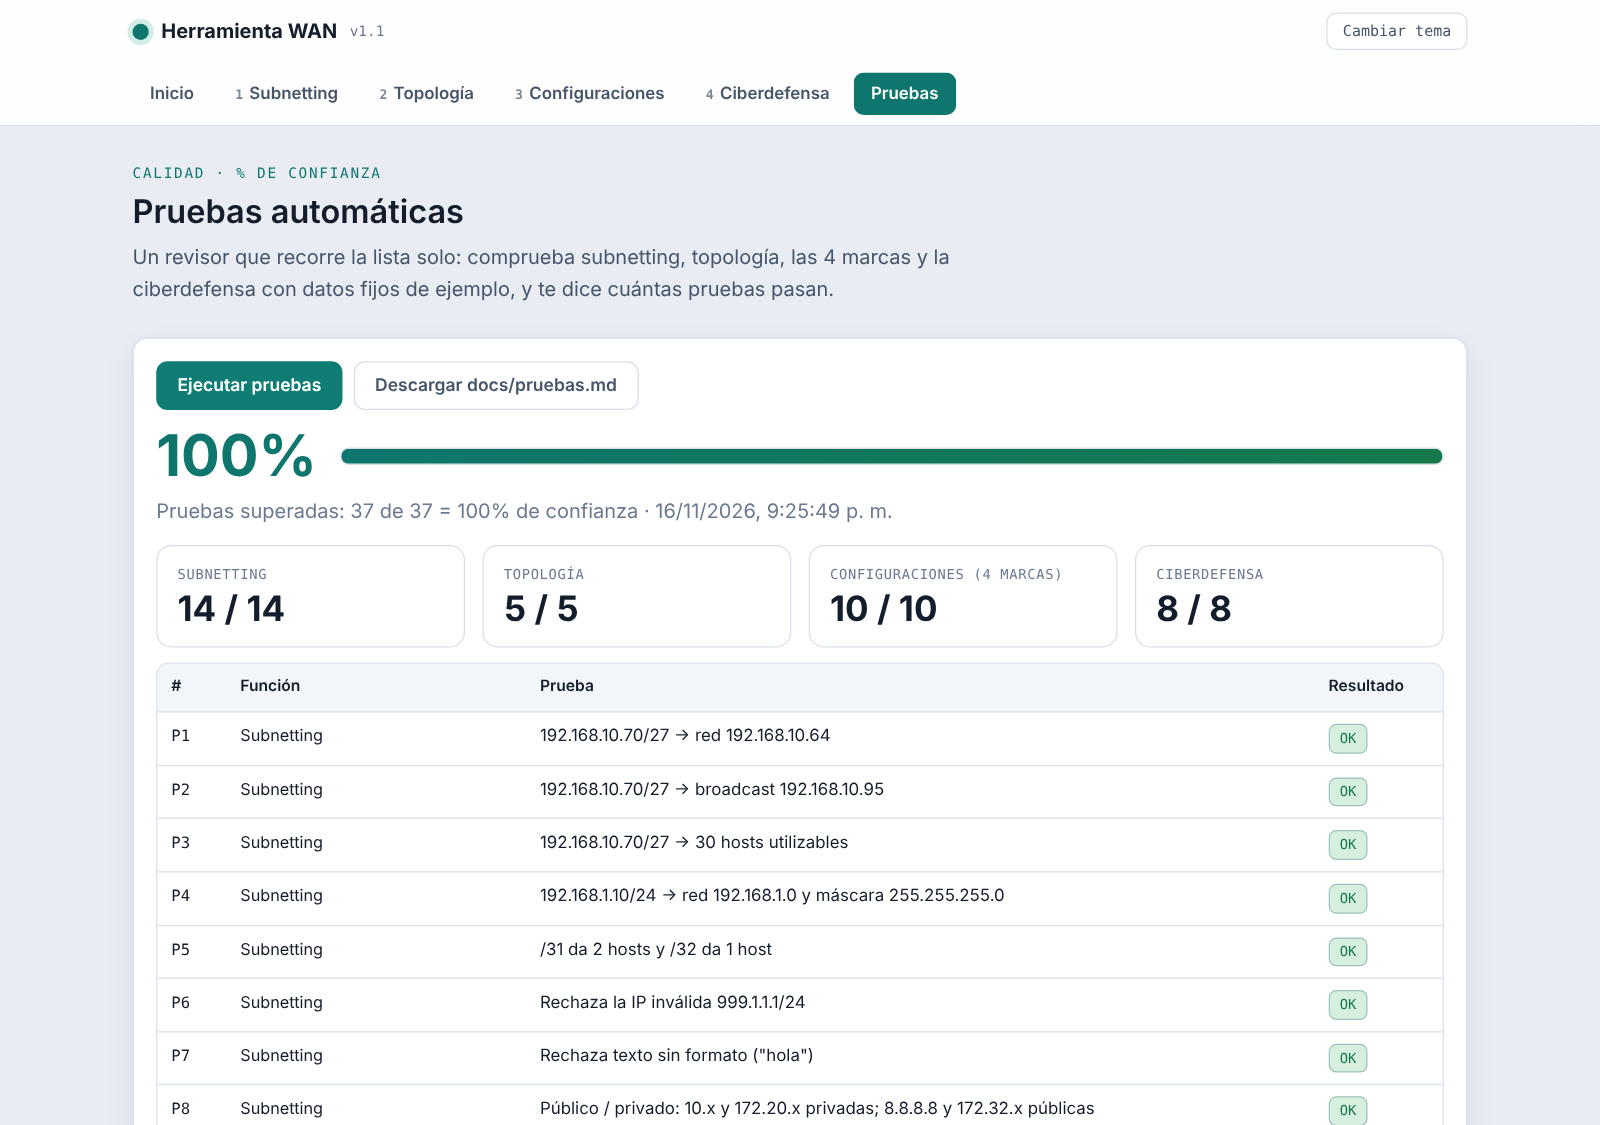 Herramienta WAN v1.1
Cambiar tema
Inicio
1 Subnetting
2 Topología
3 Configuraciones
4 Ciberdefensa
Pruebas
CALIDAD · % DE CONFIANZA
Pruebas automáticas
Un revisor que recorre la lista solo: comprueba subnetting, topología, las 4 marcas y la
ciberdefensa con datos fijos de ejemplo, y te dice cuántas pruebas pasan.
Ejecutar pruebas
Descargar docs/pruebas.md
100%
Pruebas superadas: 37 de 37 = 100% de confianza · 16/11/2026, 9:25:49 p. m.
SUBNETTING
14 / 14
TOPOLOGÍA
5 / 5
CONFIGURACIONES (4 MARCAS)
10 / 10
CIBERDEFENSA
8 / 8
# Función Prueba Resultado
P1 Subnetting 192.168.10.70/27 → red 192.168.10.64 OK
P2 Subnetting 192.168.10.70/27 → broadcast 192.168.10.95 OK
P3 Subnetting 192.168.10.70/27 → 30 hosts utilizables OK
P4 Subnetting 192.168.1.10/24 → red 192.168.1.0 y máscara 255.255.255.0 OK
P5 Subnetting /31 da 2 hosts y /32 da 1 host OK
P6 Subnetting Rechaza la IP inválida 999.1.1.1/24 OK
P7 Subnetting Rechaza texto sin formato ("hola") OK
P8 Subnetting Público / privado: 10.x y 172.20.x privadas; 8.8.8.8 y 172.32.x públicas OK